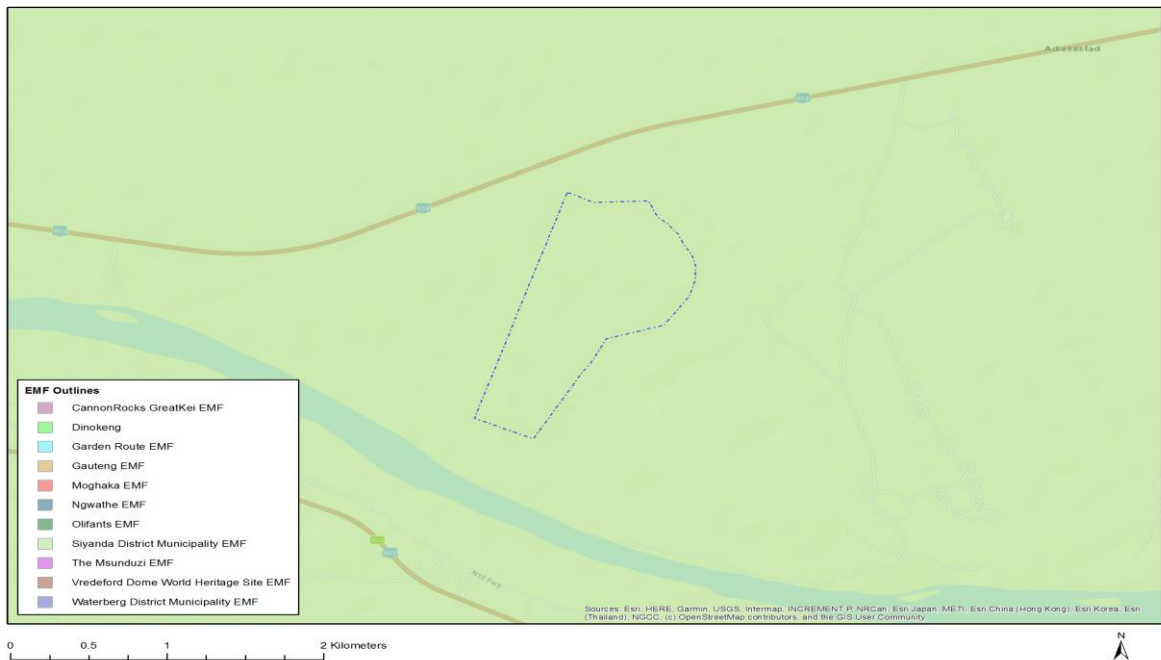 Adiesestad
EMF Outlines
CannonRocks GreatKei EMF
Dinokeng
Garden Route EMF
Gauteng EMF
Moghaka EMF
Ngwathe EMF
Olifants EMF
Siyanda District Municipality EMF
The Msunduzi EMF
Vredeford Dome World Heritage Site EMF
Waterberg District Municipality EMF
Sources: Esri, HERE, Garmin, USGS, Intermap, INCREMENT P, NRCan, Esri Japan, METI, Esri China (Hong Kong), Esri Korea, Esri
(Thailand), NGCC, (c) OpenStreetMap contributors, and the GIS User Community
0 0.5 1 2 Kilometers
N